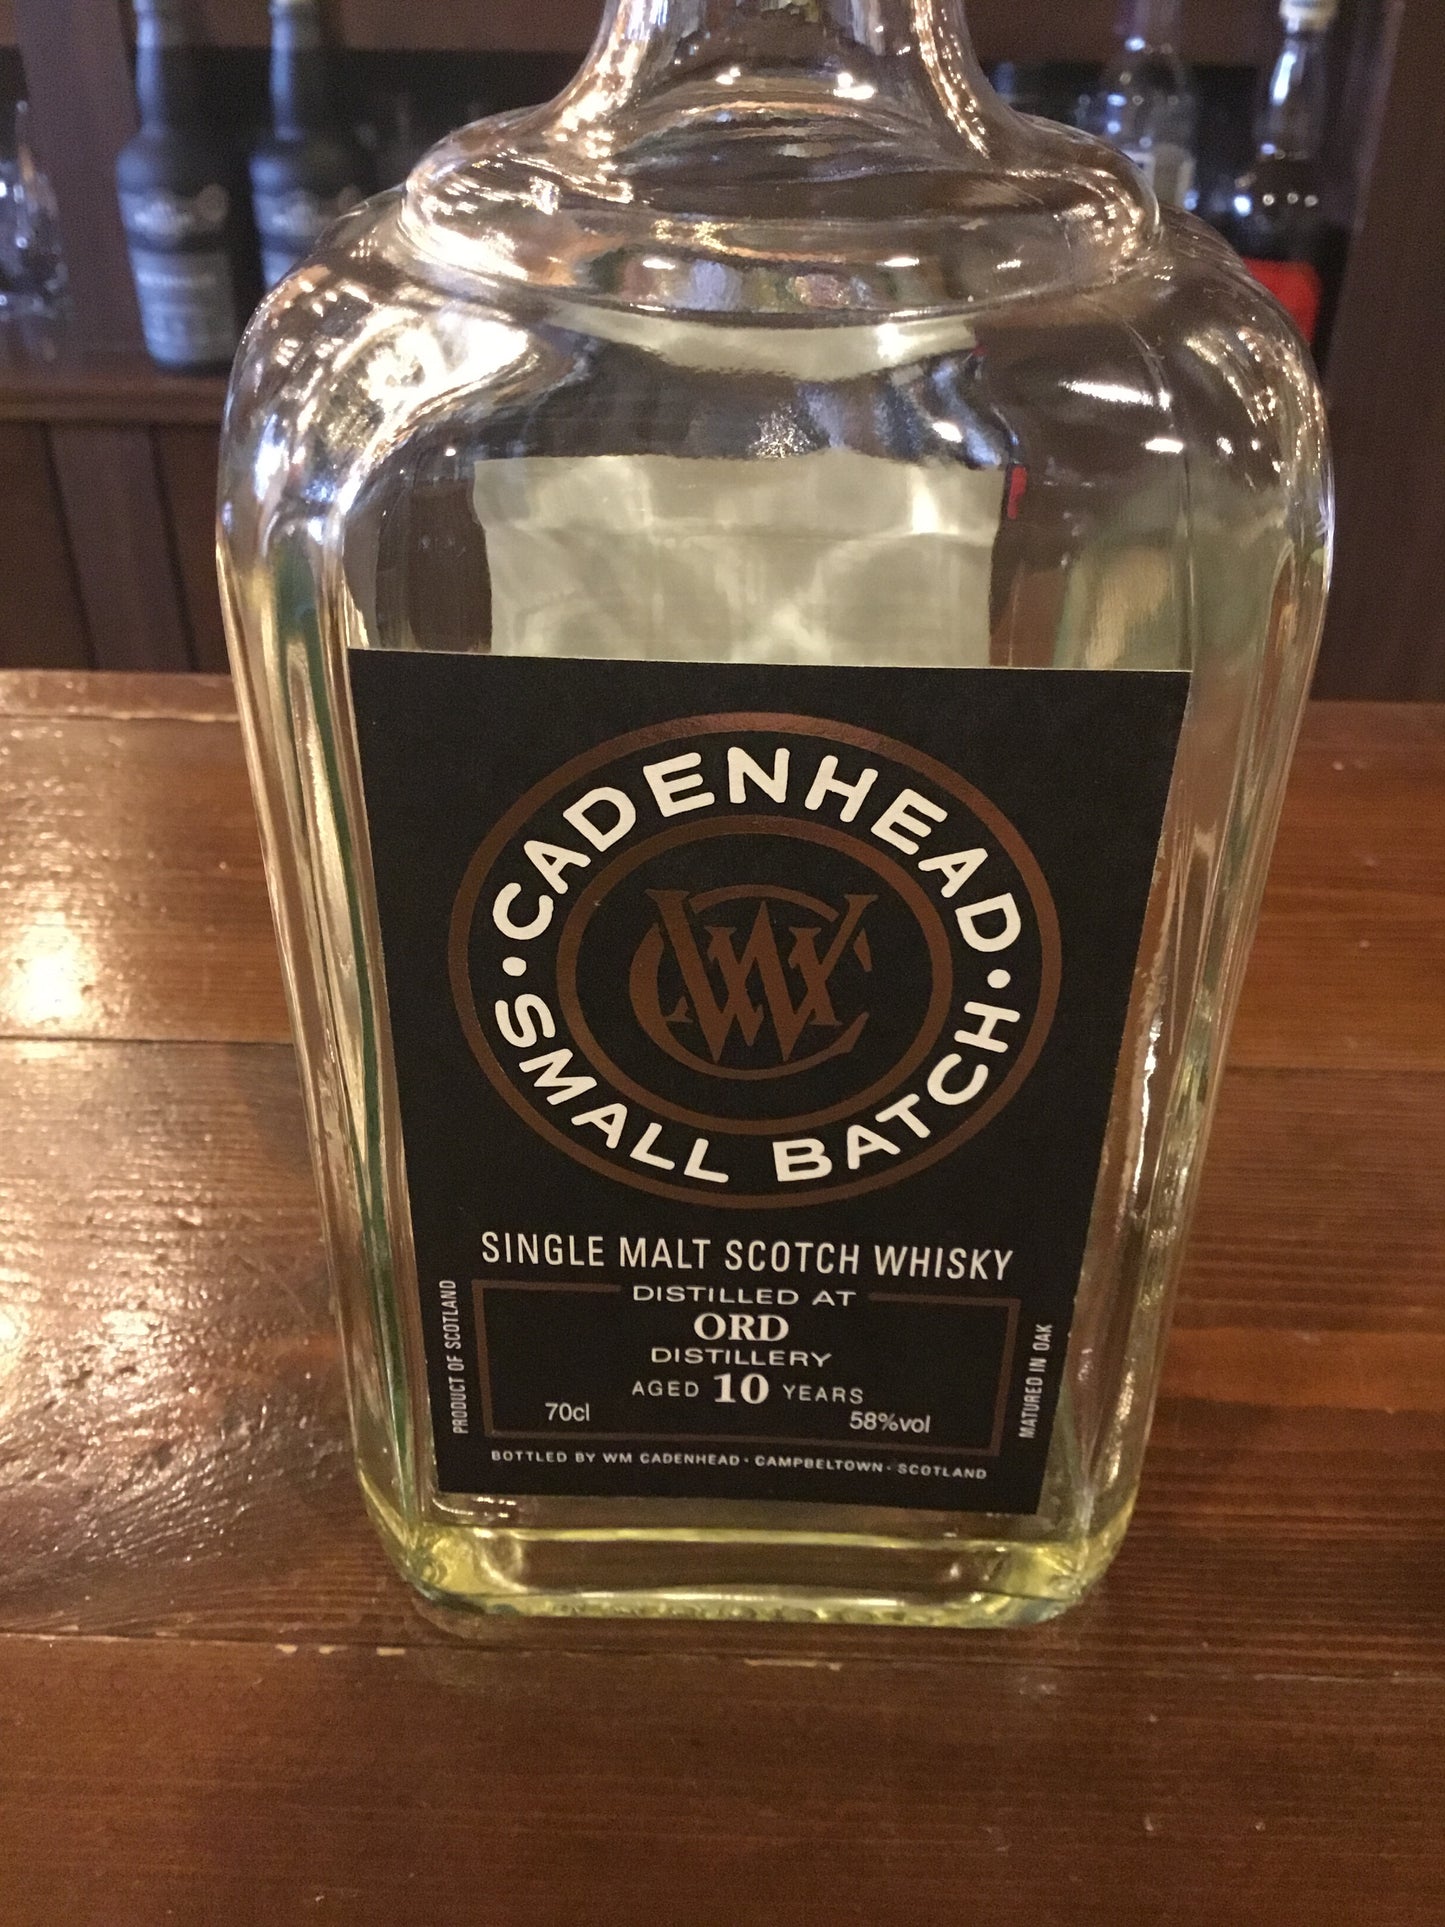 CADENHEAD
SMALL BATCH
WC
SINGLE MALT SCOTCH WHISKY
DISTILLED AT
ORD
DISTILLERY
AGED 10 YEARS
70cl 58%vol
PRODUCT OF SCOTLAND
MATURED IN OAK
BOTTLED BY WM CADENHEAD · CAMPBELTOWN · SCOTLAND